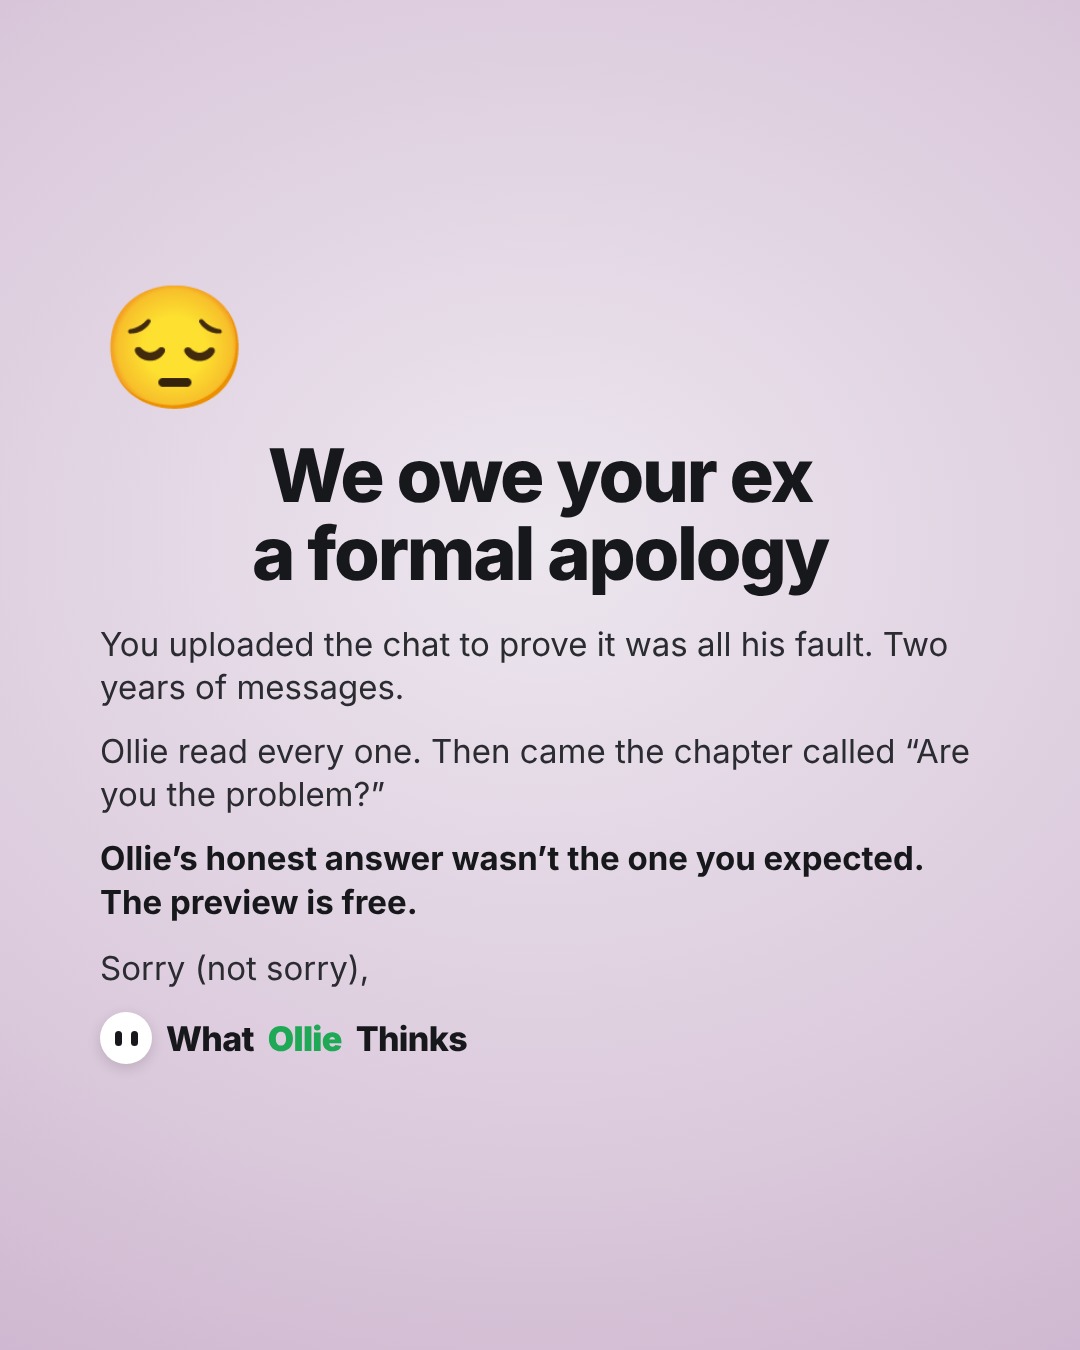 We owe your ex
a formal apology
You uploaded the chat to prove it was all his fault. Two
years of messages.
Ollie read every one. Then came the chapter called “Are
you the problem?”
Ollie’s honest answer wasn’t the one you expected.
The preview is free.
Sorry (not sorry),
What Ollie Thinks